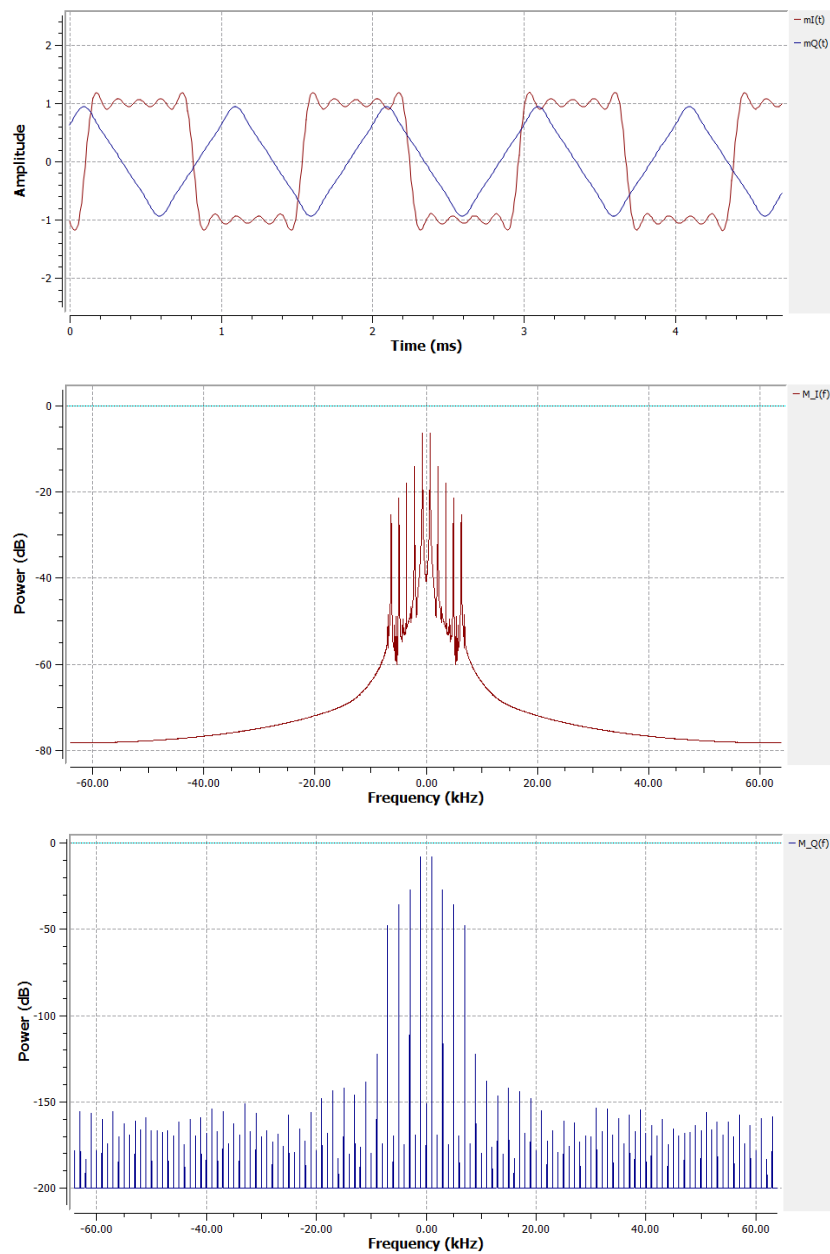 mI(t)
mQ(t)
Amplitude
2
1
0
-1
-2
0 1 2 3 4
Time (ms)
M_I(f)
Power (dB)
0
-20
-40
-60
-80
-60.00 -40.00 -20.00 0.00 20.00 40.00 60.00
Frequency (kHz)
M_Q(f)
Power (dB)
0
-50
-100
-150
-200
-60.00 -40.00 -20.00 0.00 20.00 40.00 60.00
Frequency (kHz)